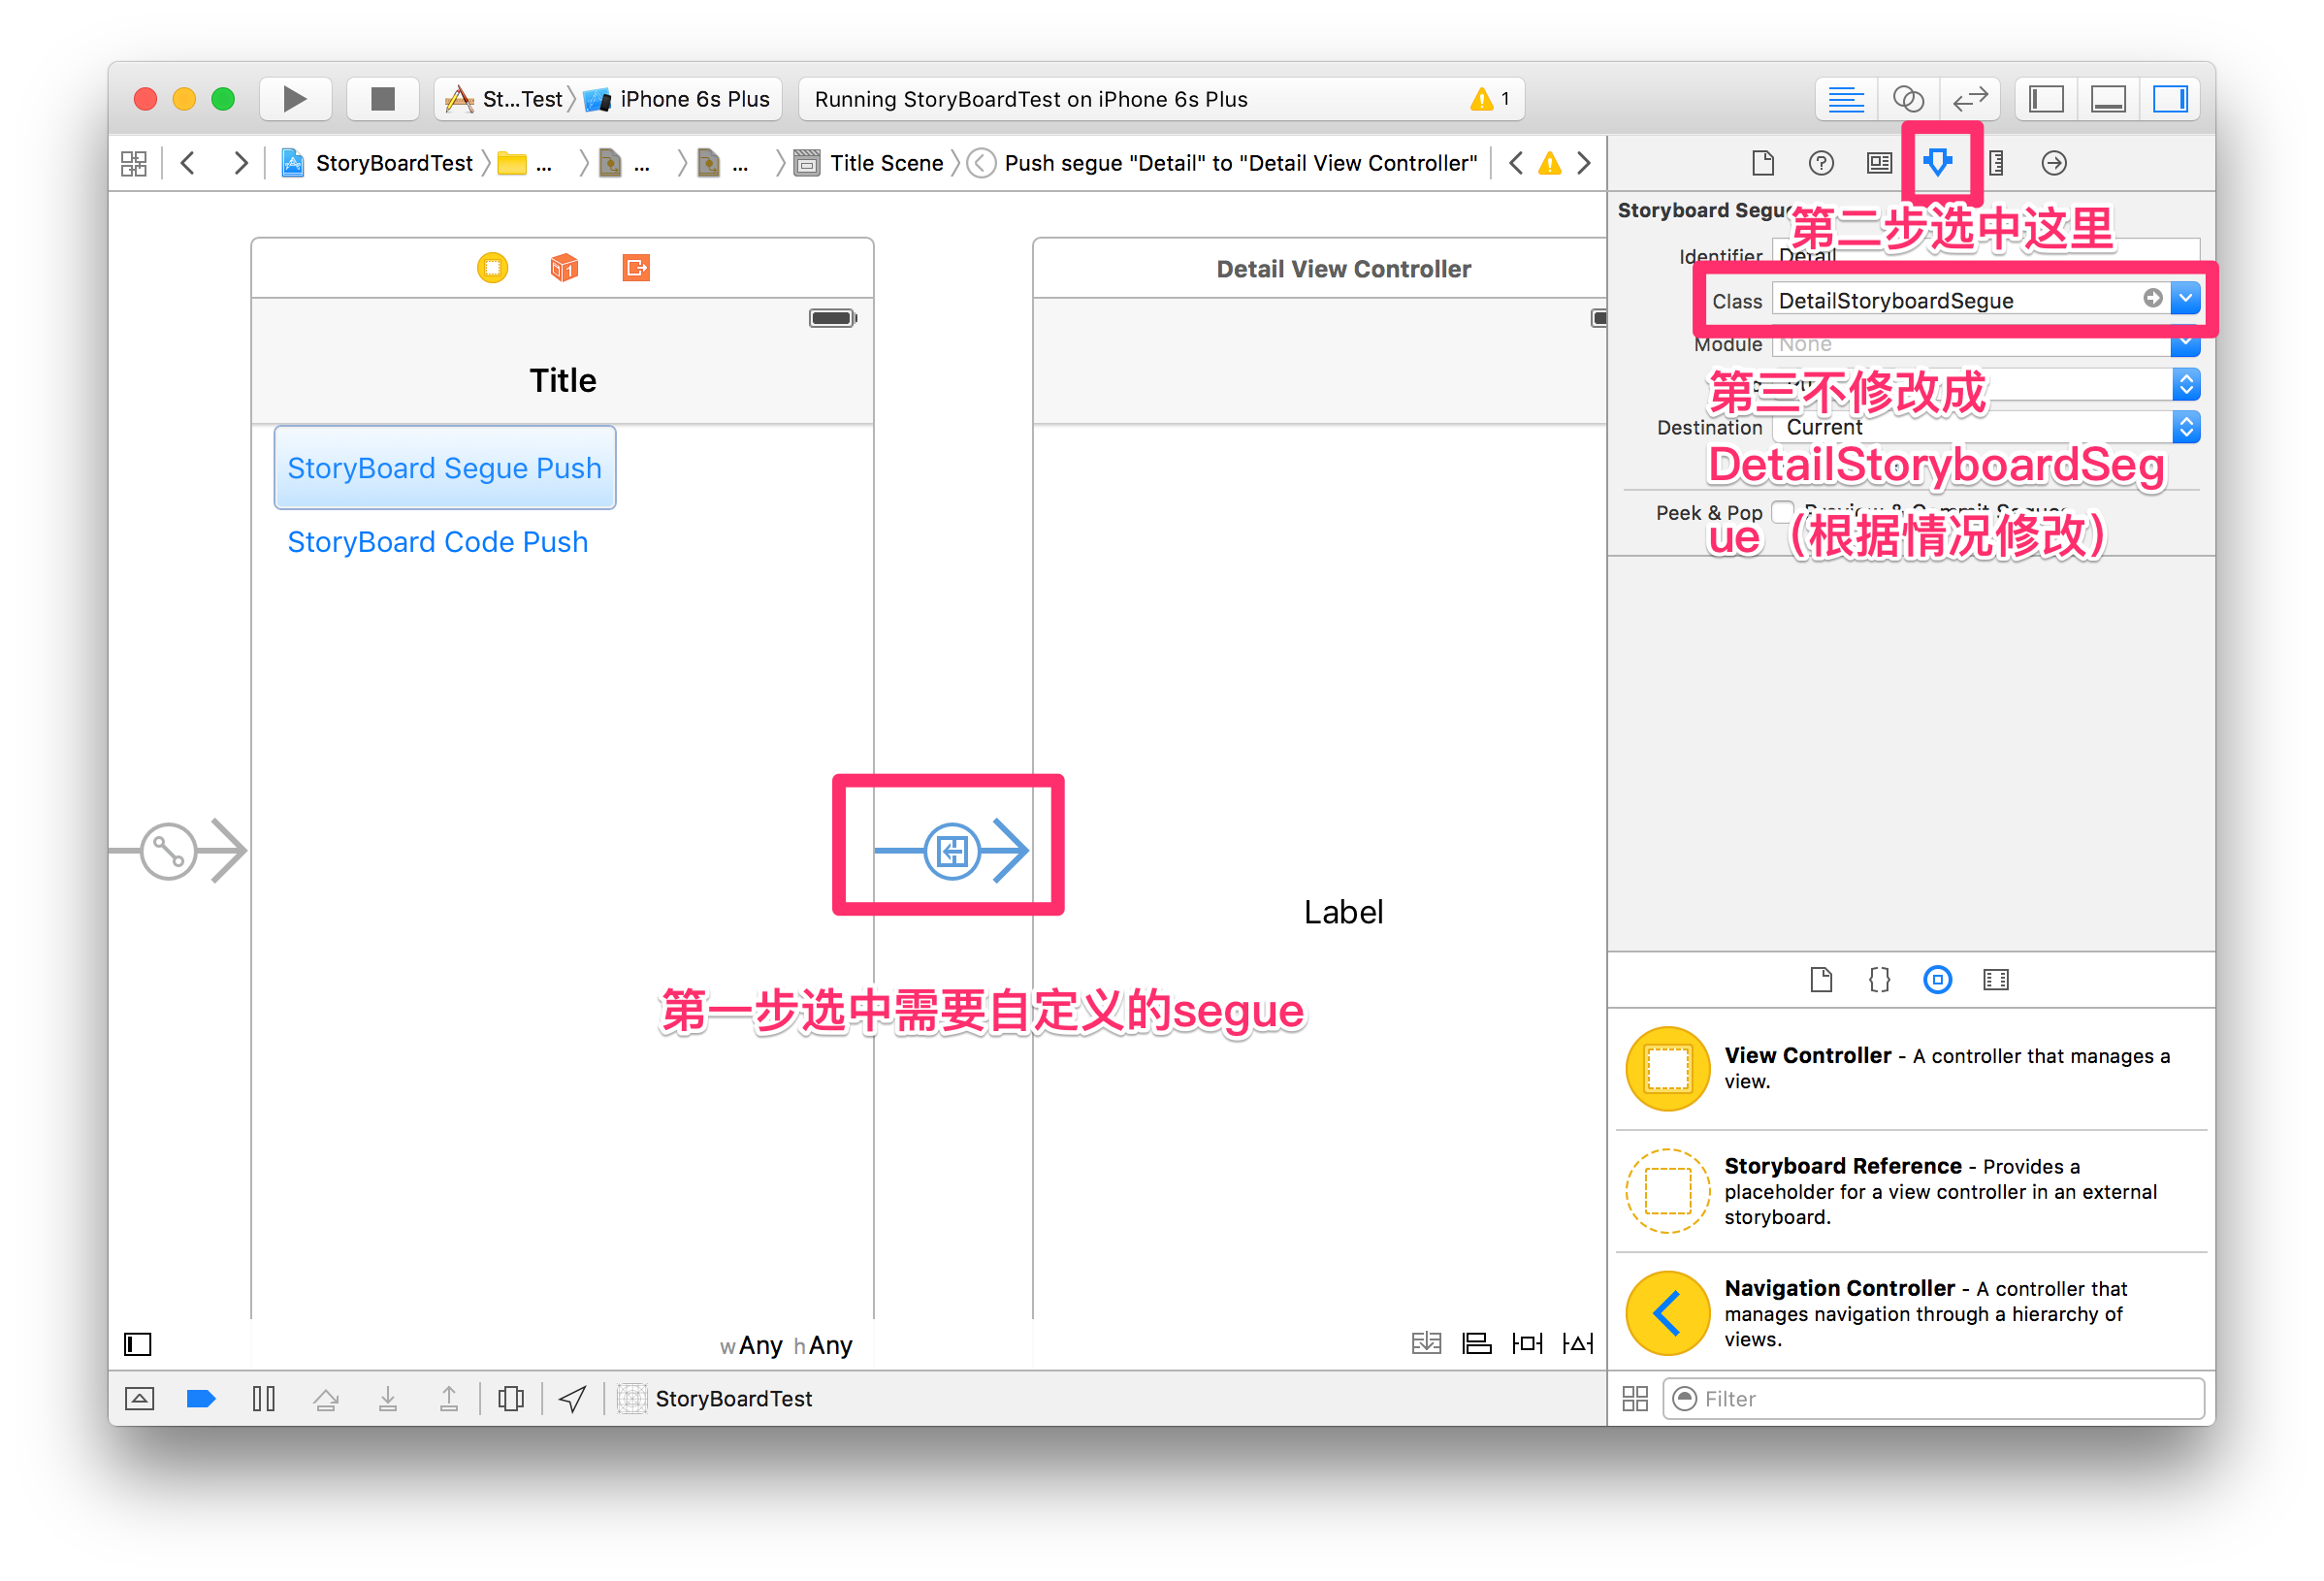 St...Test
iPhone 6s Plus
Running StoryBoardTest on iPhone 6s Plus
1
StoryBoardTest
...
...
...
Title Scene
Push segue "Detail" to "Detail View Controller"
Title
StoryBoard Segue Push
StoryBoard Code Push
Detail View Controller
Label
第一步选中需要自定义的segue
wAny hAny
StoryBoardTest
Storyboard Segue
第二步选中这里
Identifier Detail
Class DetailStoryboardSegue
Module None
第三不修改成
Destination Current
DetailStoryboardSeg
Peek & Pop
ue（根据情况修改）
View Controller - A controller that manages a
view.
Storyboard Reference - Provides a
placeholder for a view controller in an external
storyboard.
Navigation Controller - A controller that
manages navigation through a hierarchy of
views.
Filter